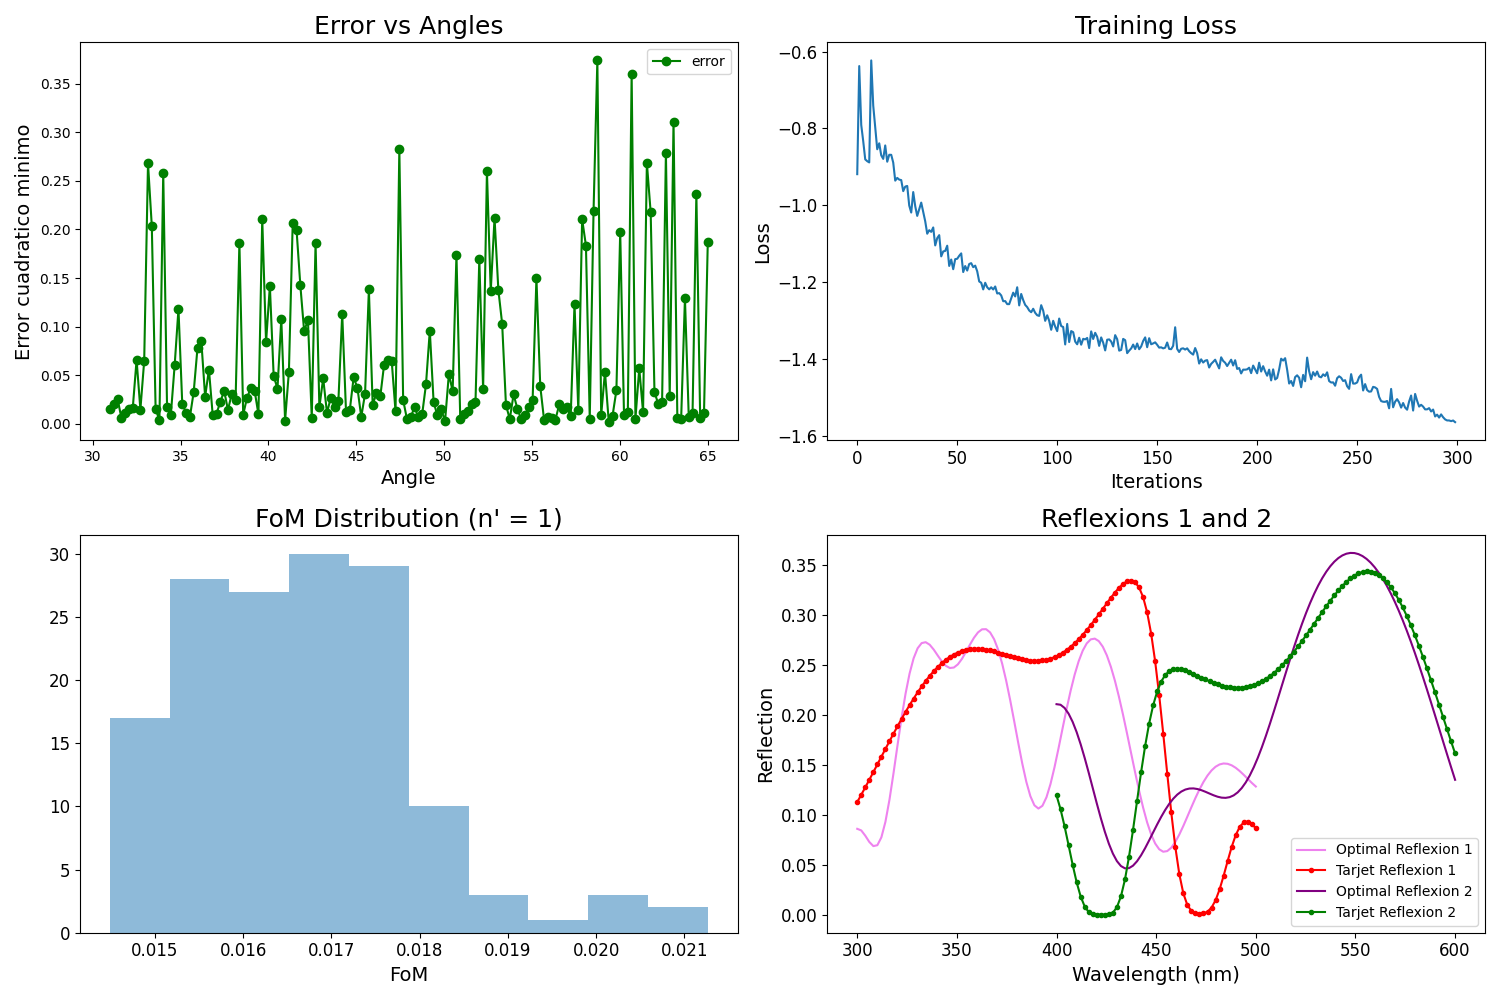 Error vs Angles
error
Error cuadratico minimo
0.35
0.30
0.25
0.20
0.15
0.10
0.05
0.00
30 35 40 45 50 55 60 65
Angle
Training Loss
Loss
−0.6
−0.8
−1.0
−1.2
−1.4
−1.6
0 50 100 150 200 250 300
Iterations
FoM Distribution (n' = 1)
30
25
20
15
10
5
0
0.015 0.016 0.017 0.018 0.019 0.020 0.021
FoM
Reflexions 1 and 2
Reflection
0.35
0.30
0.25
0.20
0.15
0.10
0.05
0.00
Optimal Reflexion 1
Tarjet Reflexion 1
Optimal Reflexion 2
Tarjet Reflexion 2
300 350 400 450 500 550 600
Wavelength (nm)